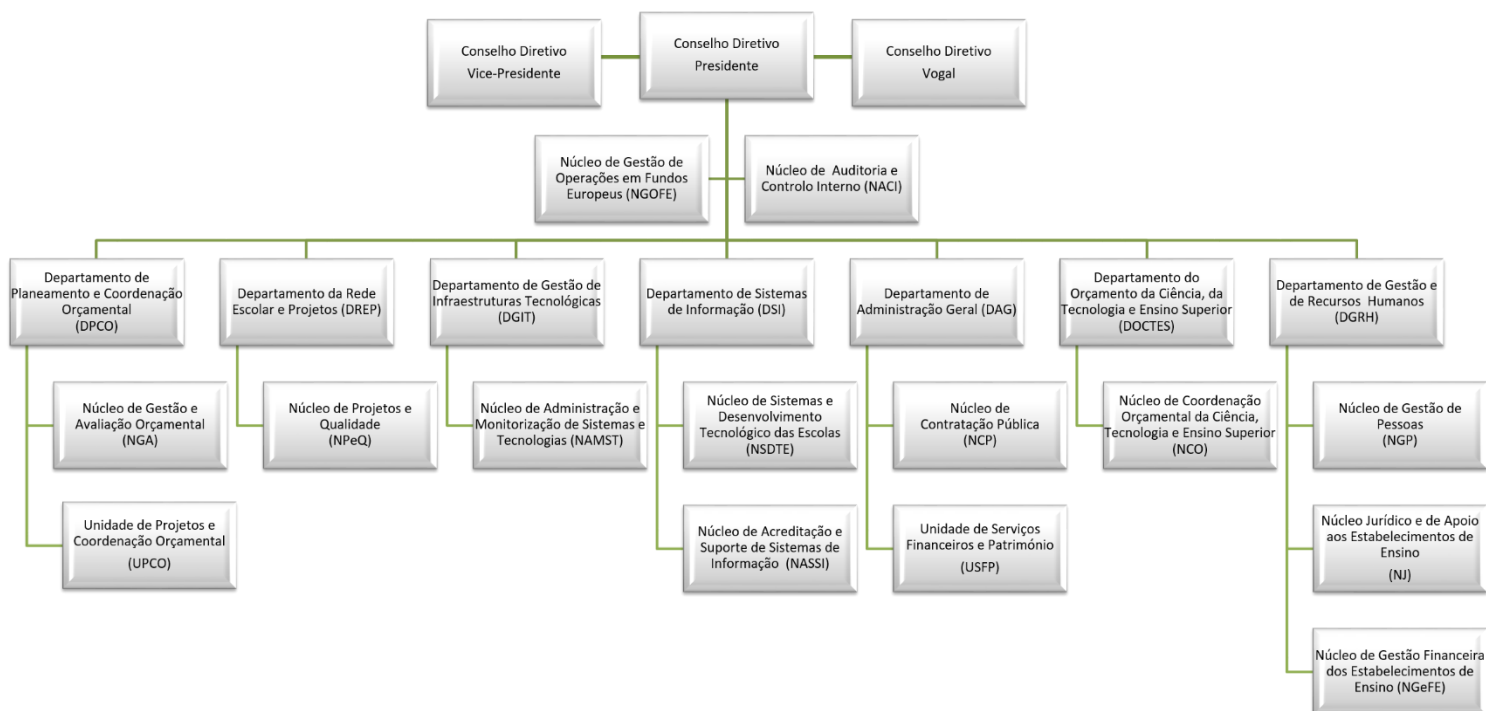 Conselho Diretivo
Vice-Presidente
Conselho Diretivo
Presidente
Conselho Diretivo
Vogal
Núcleo de Gestão de
Operações em Fundos
Europeus (NGOFE)
Núcleo de  Auditoria e
Controlo Interno (NACI)
Departamento de
Planeamento e Coordenação
Orçamental
(DPCO)
Departamento da Rede
Escolar e Projetos (DREP)
Departamento de Gestão de
Infraestruturas Tecnológicas
(DGIT)
Departamento de Sistemas
de Informação (DSI)
Departamento de
Administração Geral (DAG)
Departamento do
Orçamento da Ciência, da
Tecnologia e Ensino Superior
(DOCTES)
Departamento de Gestão e
de Recursos  Humanos
(DGRH)
Núcleo de Gestão e
Avaliação Orçamental
(NGA)
Núcleo de Projetos e
Qualidade
(NPeQ)
Núcleo de Administração e
Monitorização de Sistemas e
Tecnologias (NAMST)
Núcleo de Sistemas e
Desenvolvimento
Tecnológico das Escolas
(NSDTE)
Núcleo de
Contratação Pública
(NCP)
Núcleo de Coordenação
Orçamental da Ciência,
Tecnologia e Ensino Superior
(NCO)
Núcleo de Gestão de
Pessoas
(NGP)
Unidade de Projetos e
Coordenação Orçamental
(UPCO)
Núcleo de Acreditação e
Suporte de Sistemas de
Informação  (NASSI)
Unidade de Serviços
Financeiros e Património
(USFP)
Núcleo Jurídico e de Apoio
aos Estabelecimentos de
Ensino
(NJ)
Núcleo de Gestão Financeira
dos Estabelecimentos de
Ensino (NGeFE)